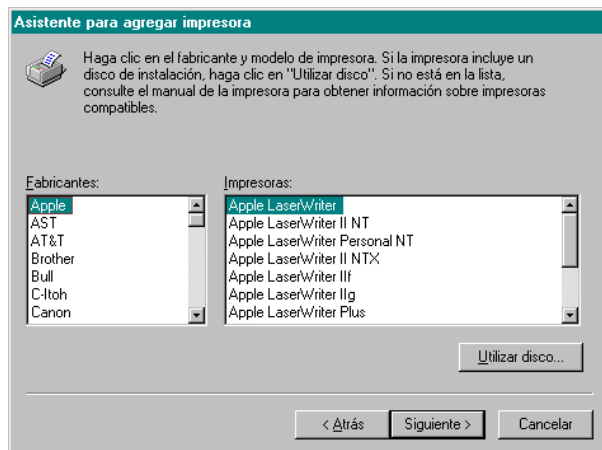 Asistente para agregar impresora
Haga clic en el fabricante y modelo de impresora. Si la impresora incluye un
disco de instalación, haga clic en "Utilizar disco". Si no está en la lista,
consulte el manual de la impresora para obtener información sobre impresoras
compatibles.
Fabricantes:
Apple
AST
AT&T
Brother
Bull
C-Itoh
Canon
Impresoras:
Apple LaserWriter
Apple LaserWriter II NT
Apple LaserWriter Personal NT
Apple LaserWriter II NTX
Apple LaserWriter IIf
Apple LaserWriter IIg
Apple LaserWriter Plus
Utilizar disco...
< Atrás
Siguiente >
Cancelar